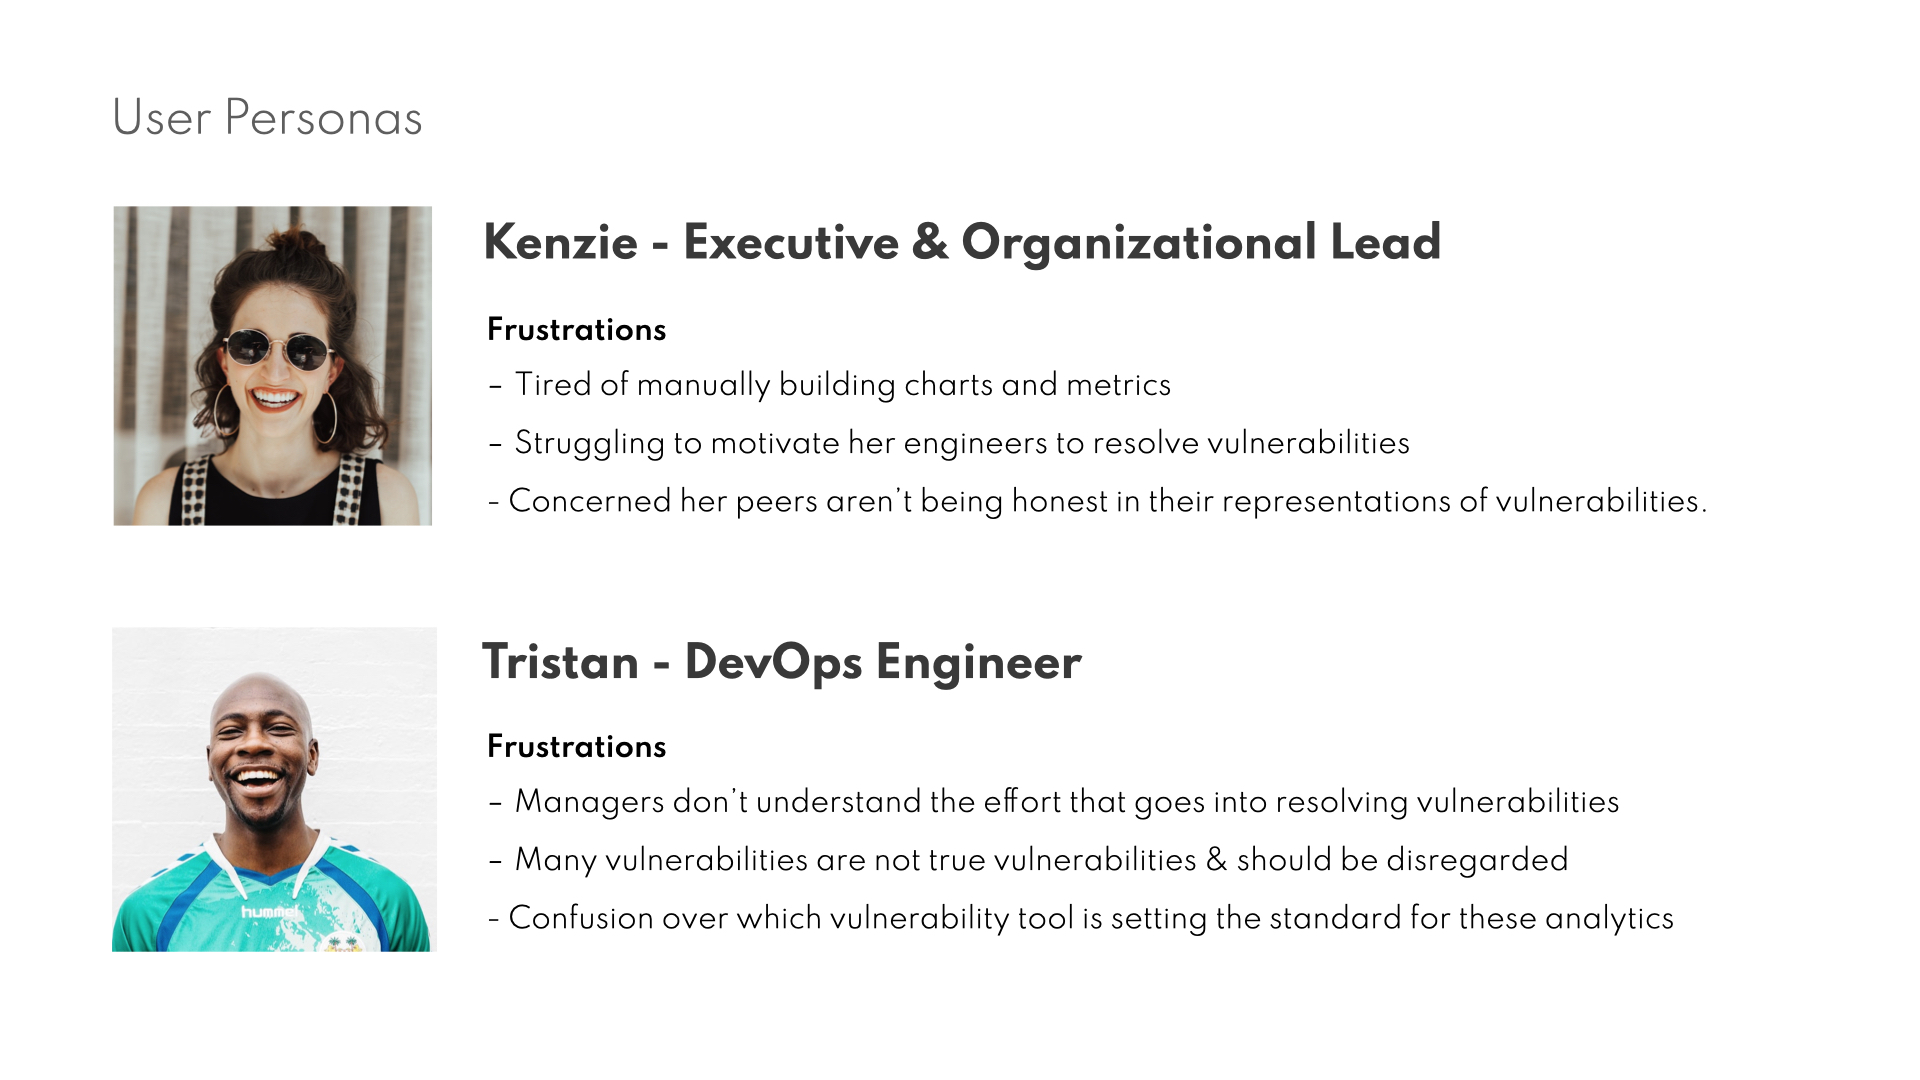 User Personas
Kenzie - Executive & Organizational Lead
Frustrations
– Tired of manually building charts and metrics
– Struggling to motivate her engineers to resolve vulnerabilities
- Concerned her peers aren’t being honest in their representations of vulnerabilities.
Tristan - DevOps Engineer
Frustrations
– Managers don’t understand the effort that goes into resolving vulnerabilities
– Many vulnerabilities are not true vulnerabilities & should be disregarded
- Confusion over which vulnerability tool is setting the standard for these analytics
hummel